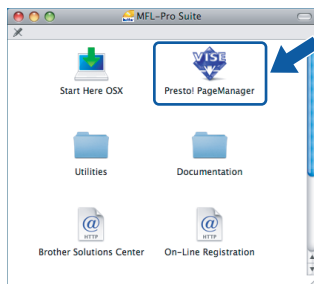 MFL-Pro Suite
VISE
Start Here OSX
Presto! PageManager
Utilities
Documentation
@
HTTP
@
HTTP
Brother Solutions Center
On-Line Registration